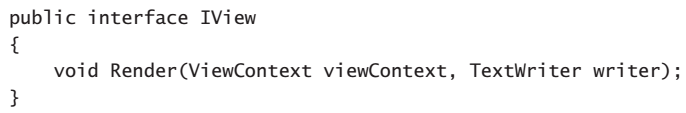 public interface IView
{
    void Render(ViewContext viewContext, TextWriter writer);
}